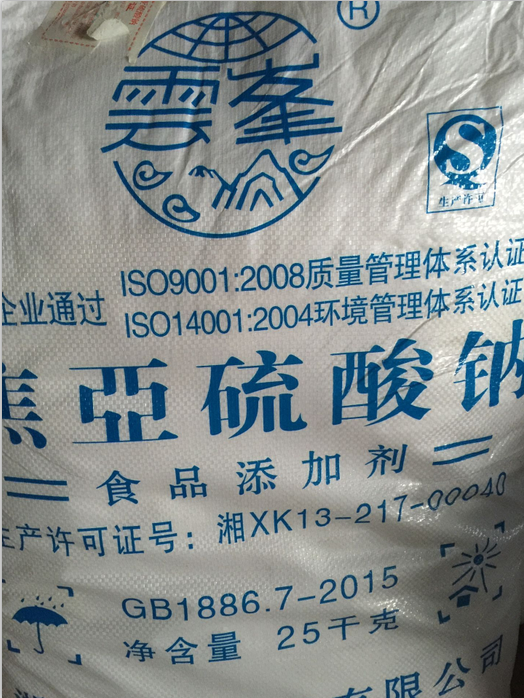 ®
雲峯
生产许可
企业通过
ISO9001:2008质量管理体系认证
ISO14001:2004环境管理体系认证
焦亞硫酸钠
食品添加剂
生产许可证号：湘XK13-217-00040
GB1886.7-2015
净含量 25千克
有限公司